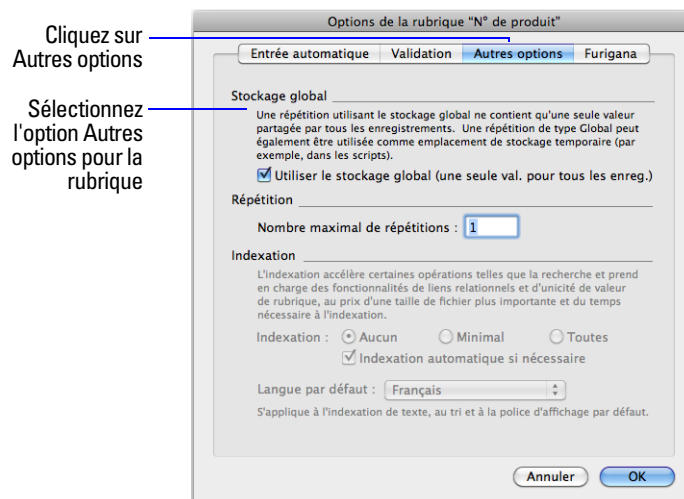 Options de la rubrique “N° de produit”
Cliquez sur
Autres options
Entrée automatique
Validation
Autres options
Furigana
Sélectionnez
l'option Autres
options pour la
rubrique
Stockage global
Une répétition utilisant le stockage global ne contient qu'une seule valeur
partagée par tous les enregistrements. Une répétition de type Global peut
également être utilisée comme emplacement de stockage temporaire (par
exemple, dans les scripts).
Utiliser le stockage global (une seule val. pour tous les enreg.)
Répétition
Nombre maximal de répétitions : 1
Indexation
L'indexation accélère certaines opérations telles que la recherche et prend
en charge des fonctionnalités de liens relationnels et d'unicité de valeur
de rubrique, au prix d'une taille de fichier plus importante et du temps
nécessaire à l'indexation.
Indexation : Aucun Minimal Toutes
Indexation automatique si nécessaire
Langue par défaut : Français
S'applique à l'indexation de texte, au tri et à la police d'affichage par défaut.
Annuler
OK